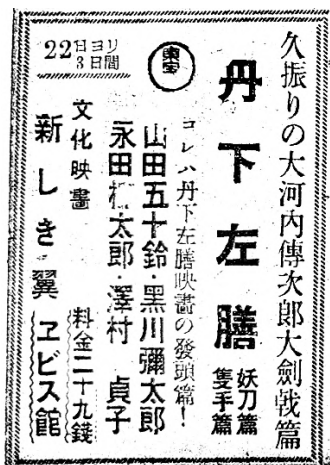 久振りの大河内傳次郎大劍戟篇
丹下左膳
妖刀篇
隻手篇
東宝
コレハ丹下左膳映畫の發頭篇！
山田五十鈴・黑川彌太郎
永田 太郎・澤村 貞子
22日ヨリ3日間
文化映畫
新しき翼
料金二十九錢
ヱビス館